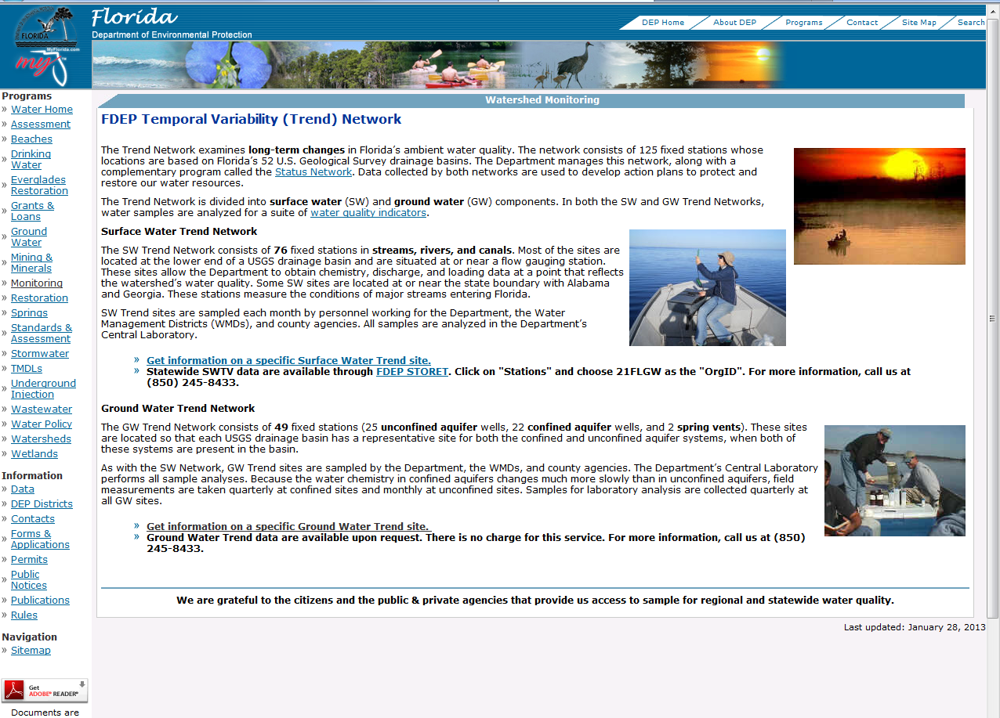 Florida
Department of Environmental Protection
FLORIDA
MyFlorida.com
my
DEP Home
About DEP
Programs
Contact
Site Map
Search
Programs
» Water Home
» Assessment
» Beaches
» Drinking
Water
» Everglades
Restoration
» Grants &
Loans
» Ground
Water
» Mining &
Minerals
» Monitoring
» Restoration
» Springs
» Standards &
Assessment
» Stormwater
» TMDLs
» Underground
Injection
» Wastewater
» Water Policy
» Watersheds
» Wetlands
Information
» Data
» DEP Districts
» Contacts
» Forms &
Applications
» Permits
» Public
Notices
» Publications
» Rules
Navigation
» Sitemap
Get
ADOBE® READER®
Documents are
Watershed Monitoring
FDEP Temporal Variability (Trend) Network
The Trend Network examines long-term changes in Florida's ambient water quality. The network consists of 125 fixed stations whose
locations are based on Florida's 52 U.S. Geological Survey drainage basins. The Department manages this network, along with a
complementary program called the Status Network. Data collected by both networks are used to develop action plans to protect and
restore our water resources.
The Trend Network is divided into surface water (SW) and ground water (GW) components. In both the SW and GW Trend Networks,
water samples are analyzed for a suite of water quality indicators.
Surface Water Trend Network
The SW Trend Network consists of 76 fixed stations in streams, rivers, and canals. Most of the sites are
located at the lower end of a USGS drainage basin and are situated at or near a flow gauging station.
These sites allow the Department to obtain chemistry, discharge, and loading data at a point that reflects
the watershed's water quality. Some SW sites are located at or near the state boundary with Alabama
and Georgia. These stations measure the conditions of major streams entering Florida.
SW Trend sites are sampled each month by personnel working for the Department, the Water
Management Districts (WMDs), and county agencies. All samples are analyzed in the Department's
Central Laboratory.
» Get information on a specific Surface Water Trend site.
» Statewide SWTV data are available through FDEP STORET. Click on "Stations" and choose 21FLGW as the "OrgID". For more information, call us at
(850) 245-8433.
Ground Water Trend Network
The GW Trend Network consists of 49 fixed stations (25 unconfined aquifer wells, 22 confined aquifer wells, and 2 spring vents). These sites
are located so that each USGS drainage basin has a representative site for both the confined and unconfined aquifer systems, when both of
these systems are present in the basin.
As with the SW Network, GW Trend sites are sampled by the Department, the WMDs, and county agencies. The Department's Central Laboratory
performs all sample analyses. Because the water chemistry in confined aquifers changes much more slowly than in unconfined aquifers, field
measurements are taken quarterly at confined sites and monthly at unconfined sites. Samples for laboratory analysis are collected quarterly at
all GW sites.
» Get information on a specific Ground Water Trend site.
» Ground Water Trend data are available upon request. There is no charge for this service. For more information, call us at (850)
245-8433.
We are grateful to the citizens and the public & private agencies that provide us access to sample for regional and statewide water quality.
Last updated: January 28, 2013